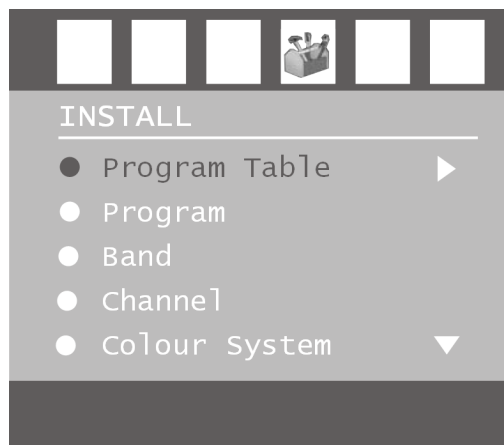 INSTALL
Program Table
Program
Band
Channel
Colour System